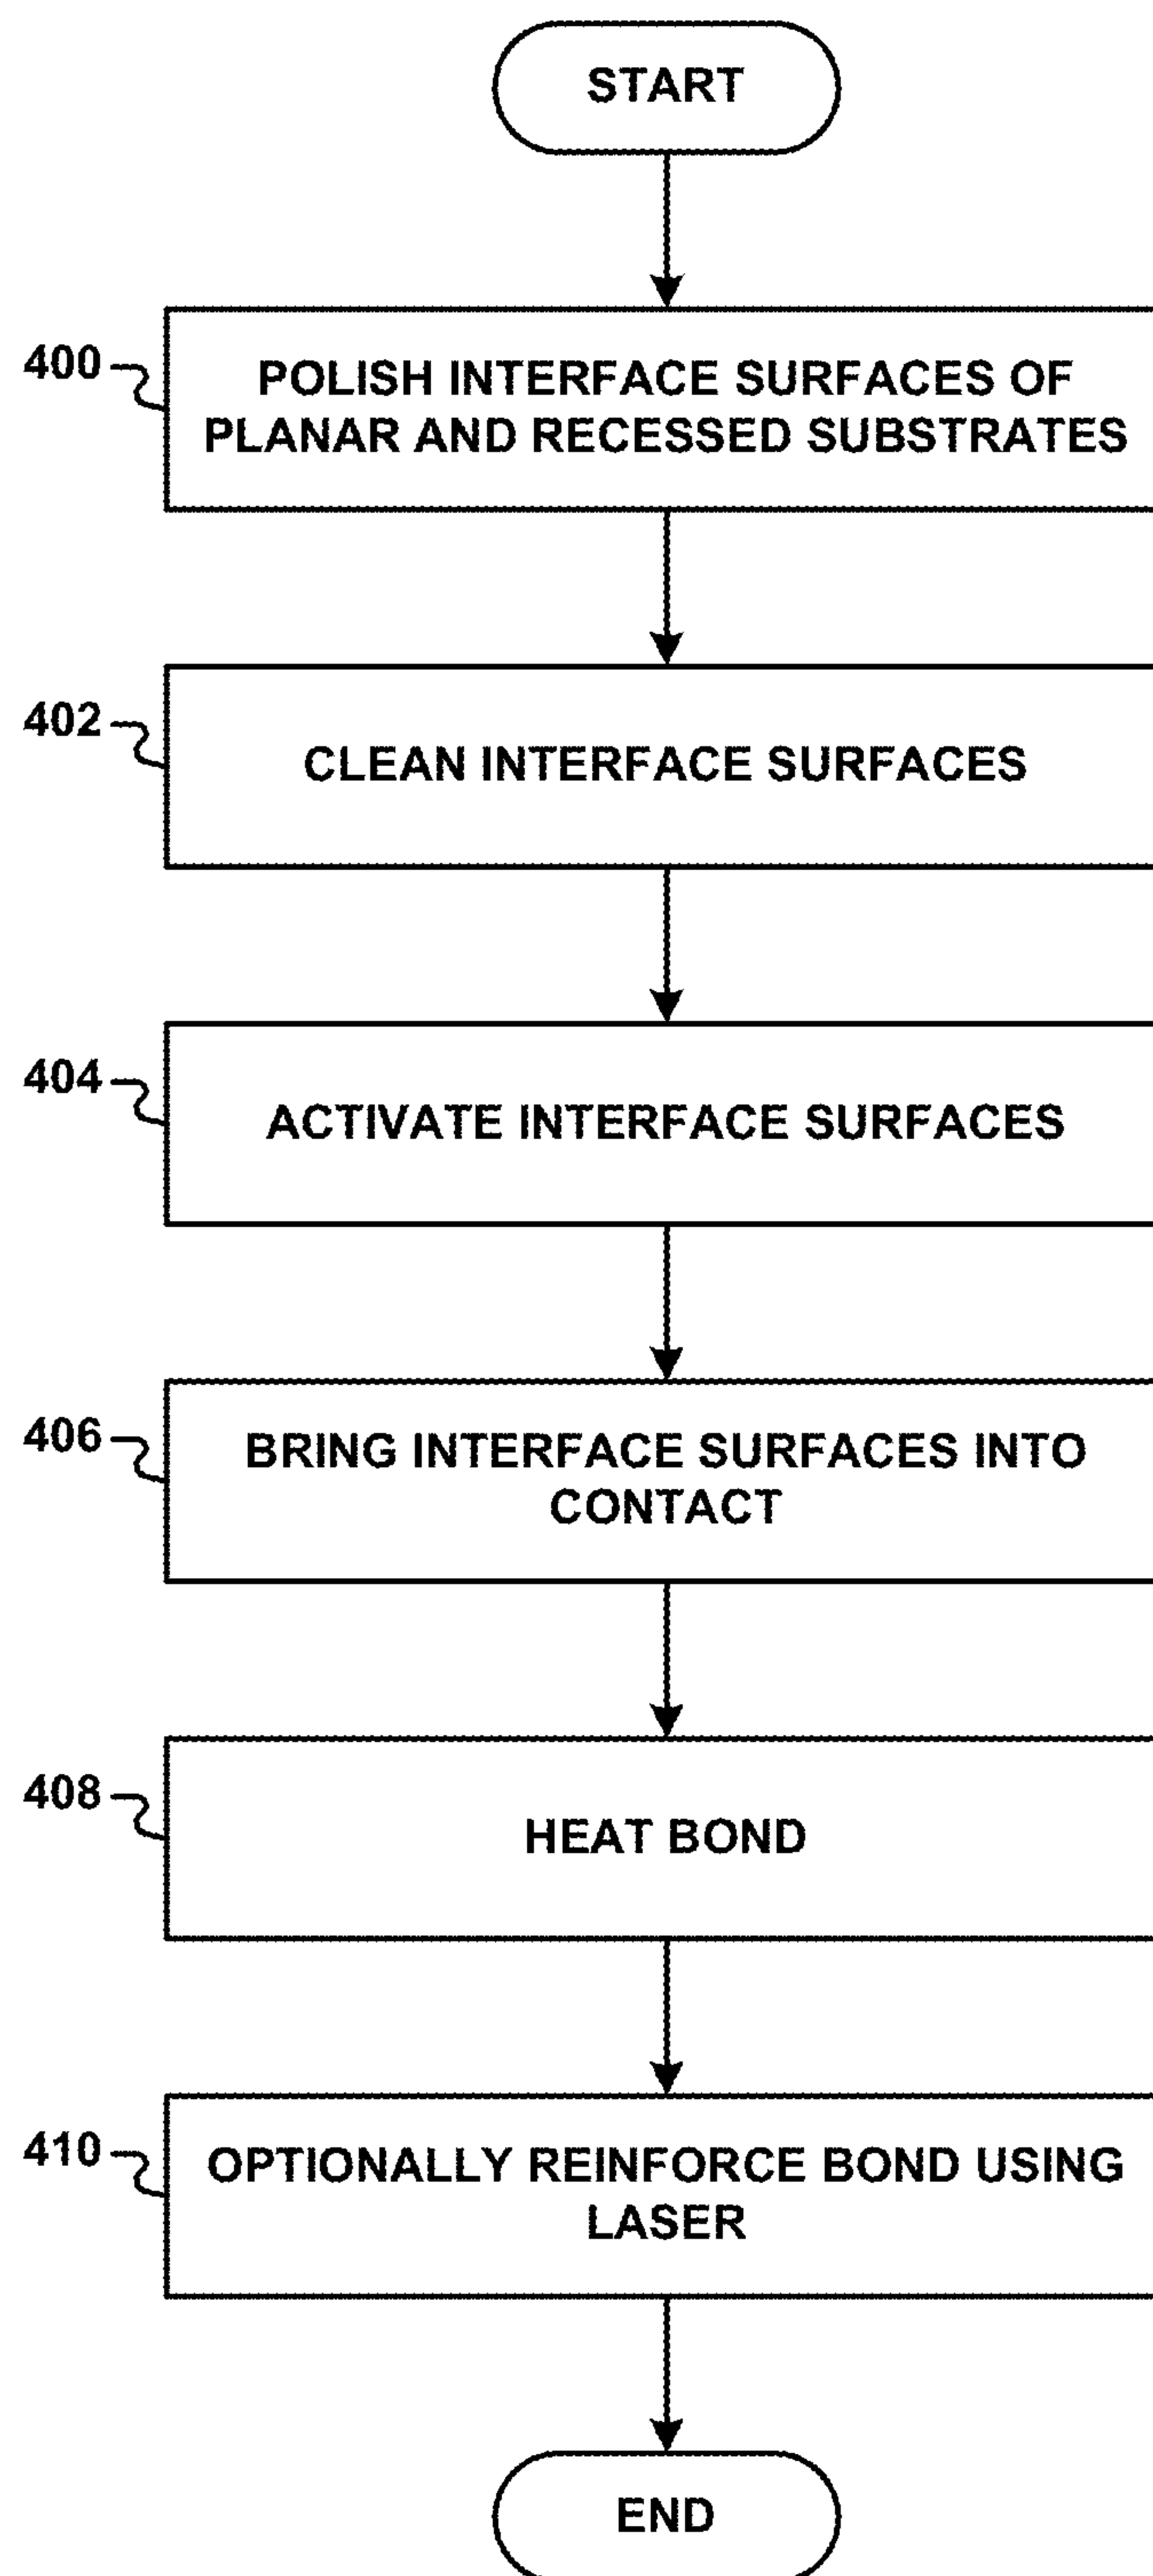 START
400
POLISH INTERFACE SURFACES OF
PLANAR AND RECESSED SUBSTRATES
402
CLEAN INTERFACE SURFACES
404
ACTIVATE INTERFACE SURFACES
406
BRING INTERFACE SURFACES INTO
CONTACT
408
HEAT BOND
410
OPTIONALLY REINFORCE BOND USING
LASER
END